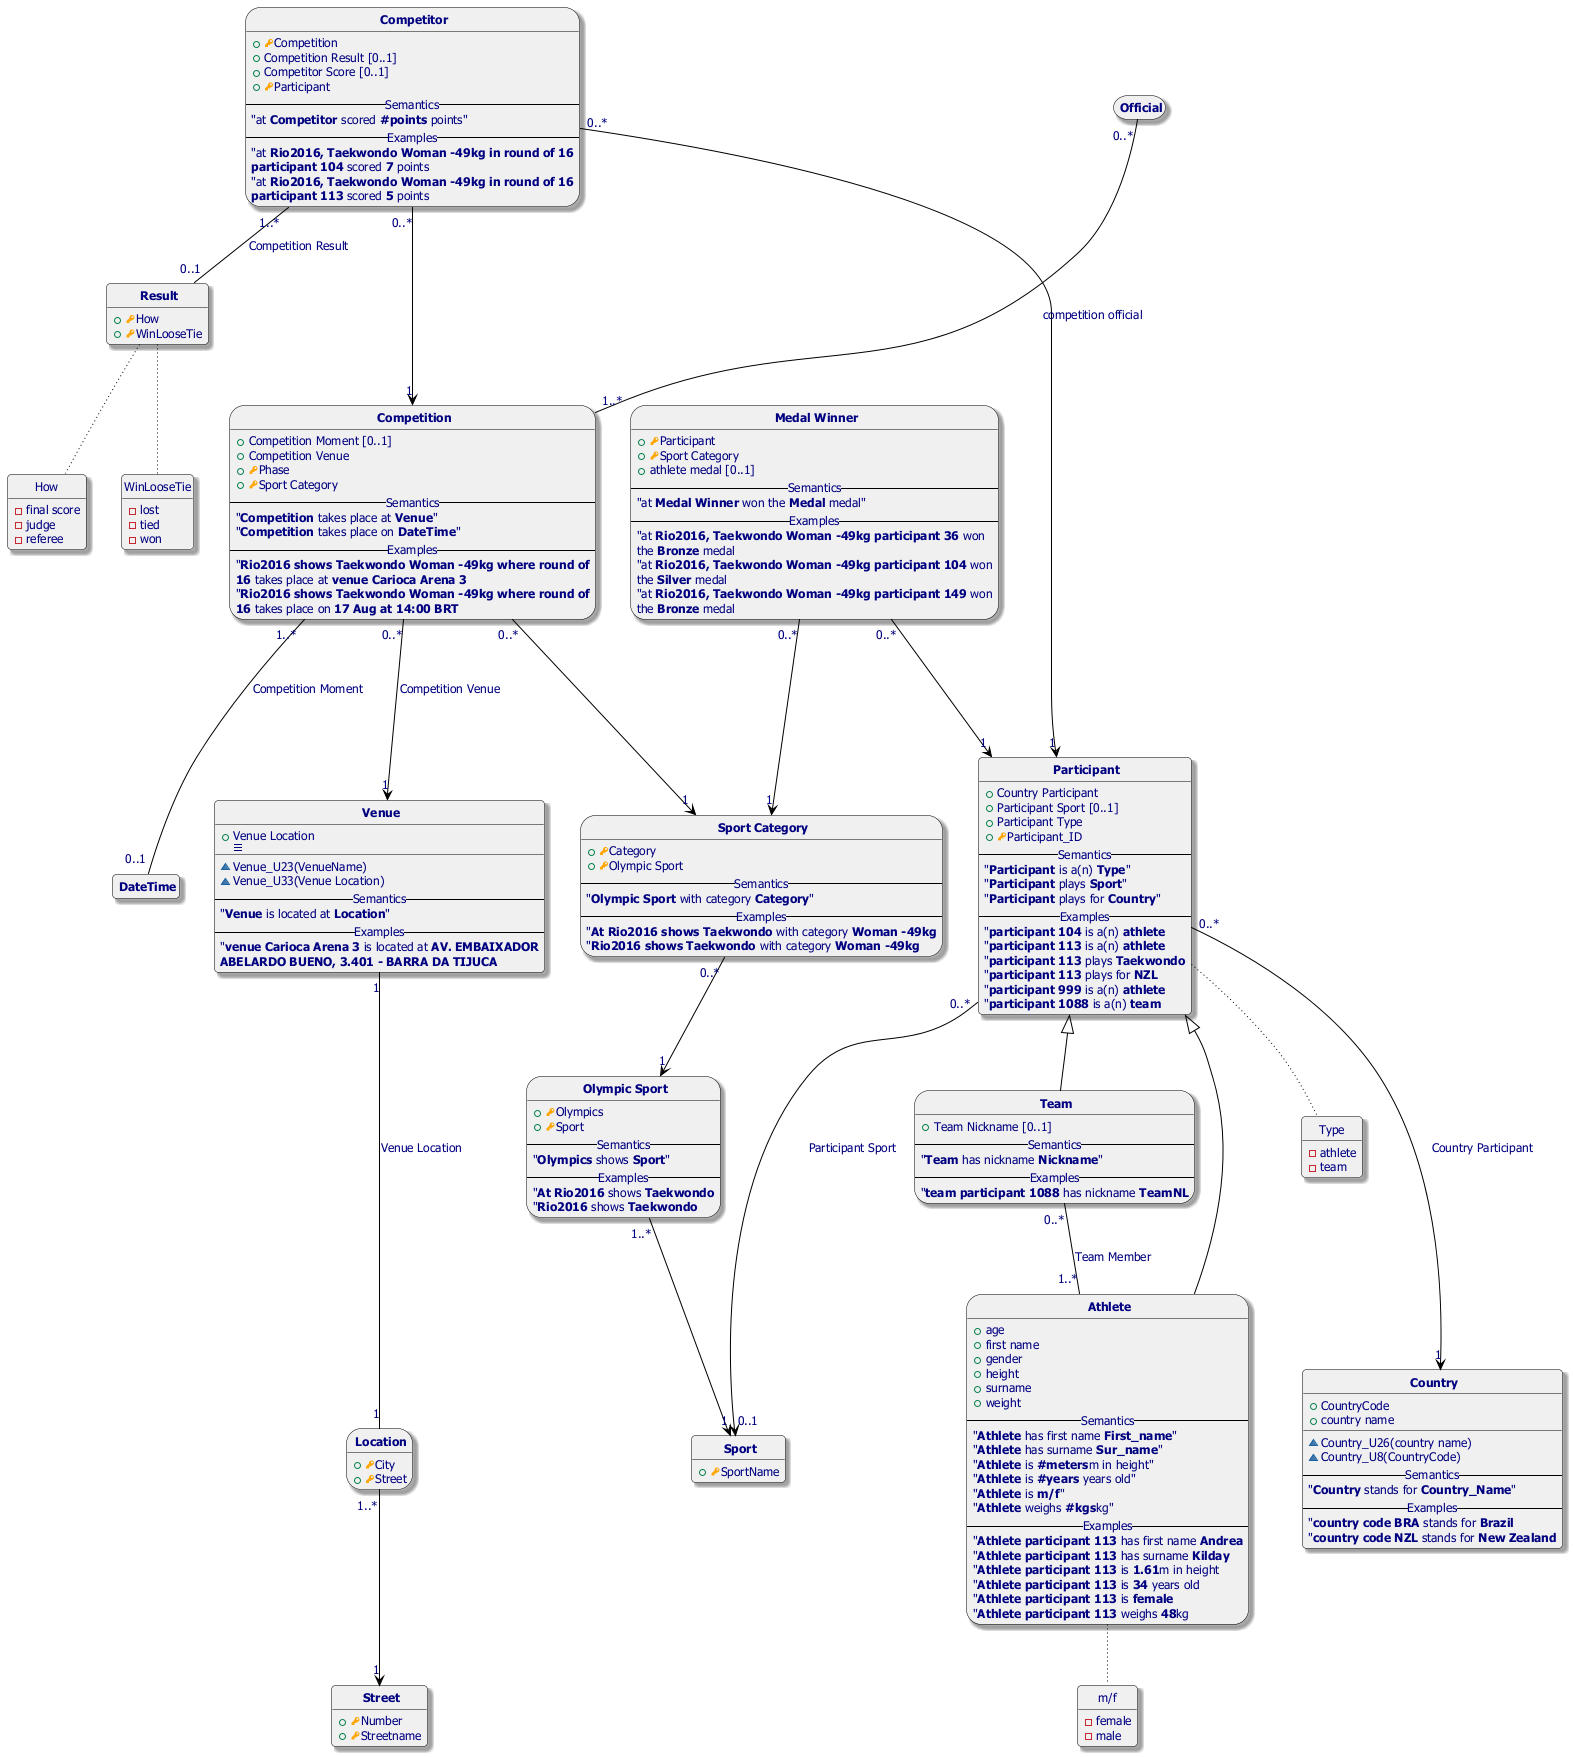 Competitor
Competition
Competition Result [0..1]
Competitor Score [0..1]
Participant
Semantics
"at Competitor scored #points points"
Examples
"at Rio2016, Taekwondo Woman -49kg in round of 16
participant 104 scored 7 points
"at Rio2016, Taekwondo Woman -49kg in round of 16
participant 113 scored 5 points
Official
0..*
0..*
1..*
0..*
Competition Result
0..1
Result
How
WinLooseTie
competition official
1
1..*
How
final score
judge
referee
WinLooseTie
lost
tied
won
Competition
Competition Moment [0..1]
Competition Venue
Phase
Sport Category
Semantics
"Competition takes place at Venue"
"Competition takes place on DateTime"
Examples
"Rio2016 shows Taekwondo Woman -49kg where round of
16 takes place at venue Carioca Arena 3
"Rio2016 shows Taekwondo Woman -49kg where round of
16 takes place on 17 Aug at 14:00 BRT
Medal Winner
Participant
Sport Category
athlete medal [0..1]
Semantics
"at Medal Winner won the Medal medal"
Examples
"at Rio2016, Taekwondo Woman -49kg participant 36 won
the Bronze medal
"at Rio2016, Taekwondo Woman -49kg participant 104 won
the Silver medal
"at Rio2016, Taekwondo Woman -49kg participant 149 won
the Bronze medal
1..*
0..*
0..*
0..*
0..*
Competition Moment
Competition Venue
1
1
1
1
1
0..1
DateTime
Venue
Venue Location
Venue_U23(VenueName)
Venue_U33(Venue Location)
Semantics
"Venue is located at Location"
Examples
"venue Carioca Arena 3 is located at AV. EMBAIXADOR
ABELARDO BUENO, 3.401 - BARRA DA TIJUCA
Sport Category
Category
Olympic Sport
Semantics
"Olympic Sport with category Category"
Examples
"At Rio2016 shows Taekwondo with category Woman -49kg
"Rio2016 shows Taekwondo with category Woman -49kg
Participant
Country Participant
Participant Sport [0..1]
Participant Type
Participant_ID
Semantics
"Participant is a(n) Type"
"Participant plays Sport"
"Participant plays for Country"
Examples
"participant 104 is a(n) athlete
"participant 113 is a(n) athlete
"participant 113 plays Taekwondo
"participant 113 plays for NZL
"participant 999 is a(n) athlete
"participant 1088 is a(n) team
0..*
1
0..*
0..*
1
Olympic Sport
Olympics
Sport
Semantics
"Olympics shows Sport"
Examples
"At Rio2016 shows Taekwondo
"Rio2016 shows Taekwondo
Team
Team Nickname [0..1]
Semantics
"Team has nickname Nickname"
Examples
"team participant 1088 has nickname TeamNL
Type
athlete
team
Venue Location
Participant Sport
Country Participant
1..*
0..*
Team Member
1..*
Athlete
age
first name
gender
height
surname
weight
Semantics
"Athlete has first name First_name"
"Athlete has surname Sur_name"
"Athlete is #metersm in height"
"Athlete is #years years old"
"Athlete is m/f"
"Athlete weighs #kgskg"
Examples
"Athlete participant 113 has first name Andrea
"Athlete participant 113 has surname Kilday
"Athlete participant 113 is 1.61m in height
"Athlete participant 113 is 34 years old
"Athlete participant 113 is female
"Athlete participant 113 weighs 48kg
1
Country
CountryCode
country name
Country_U26(country name)
Country_U8(CountryCode)
Semantics
"Country stands for Country_Name"
Examples
"country code BRA stands for Brazil
"country code NZL stands for New Zealand
1
1
0..1
Location
City
Street
Sport
SportName
1..*
1
Street
Number
Streetname
m/f
female
male